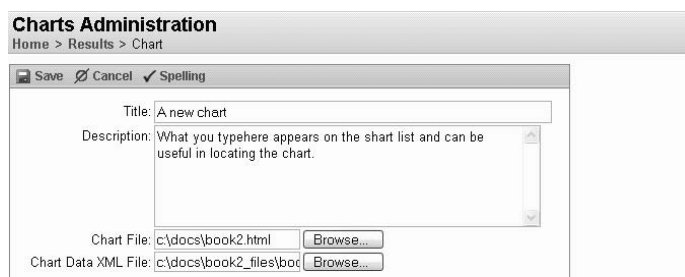 Charts Administration
Home > Results > Chart
Save Cancel Spelling
Title: A new chart
Description: What you typehere appears on the shart list and can be
useful in locating the chart.
Chart File: c:\docs\book2.html Browse...
Chart Data XML File: c:\docs\book2_files\boo Browse...